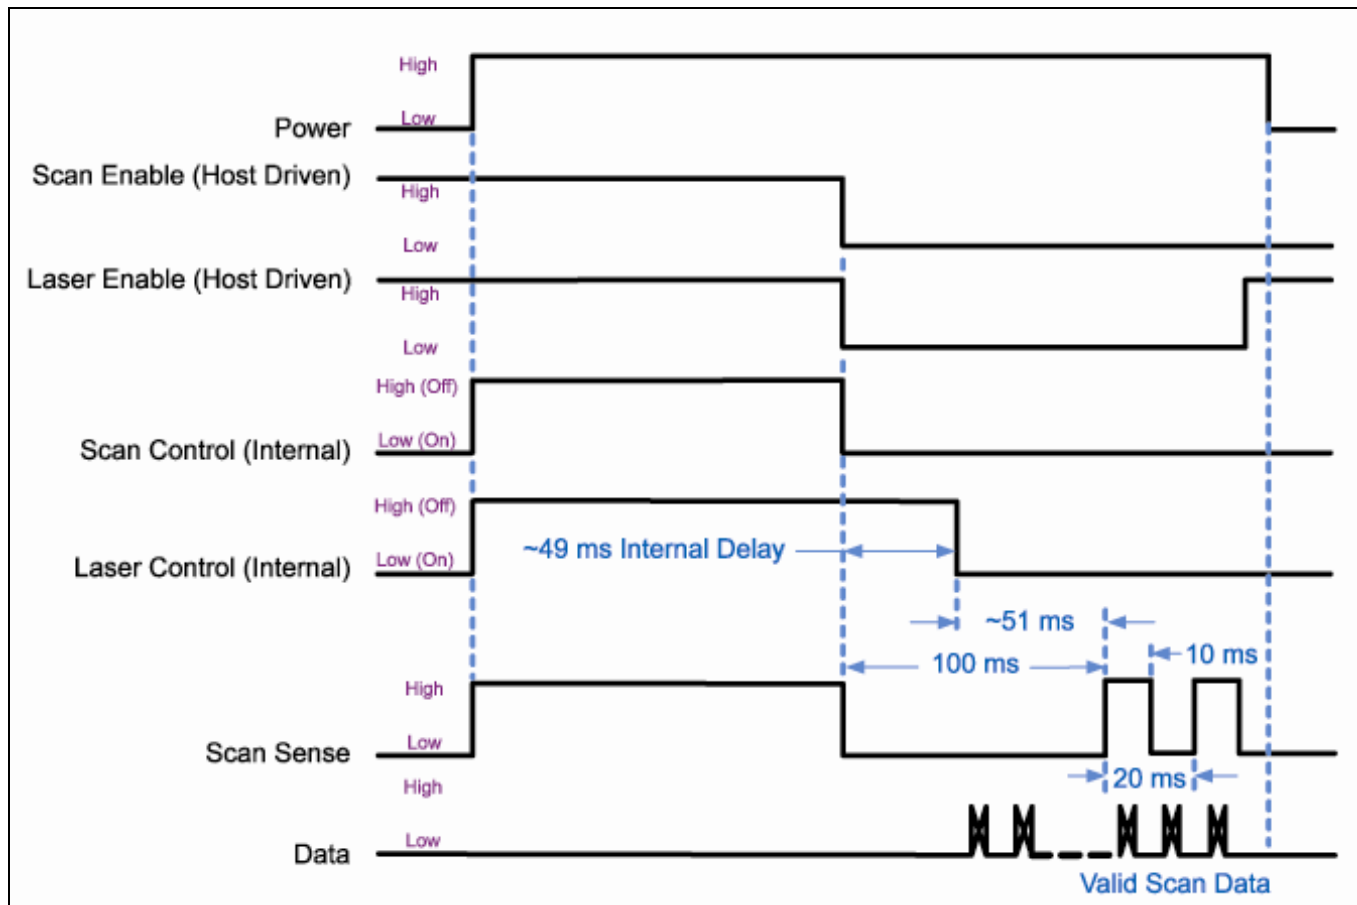 High
Low
Power
Scan Enable (Host Driven)
High
Low
Laser Enable (Host Driven)
High
Low
High (Off)
Low (On)
Scan Control (Internal)
High (Off)
~49 ms Internal Delay
Low (On)
Laser Control (Internal)
~51 ms
100 ms
10 ms
High
Low
Scan Sense
20 ms
High
Low
Data
Valid Scan Data